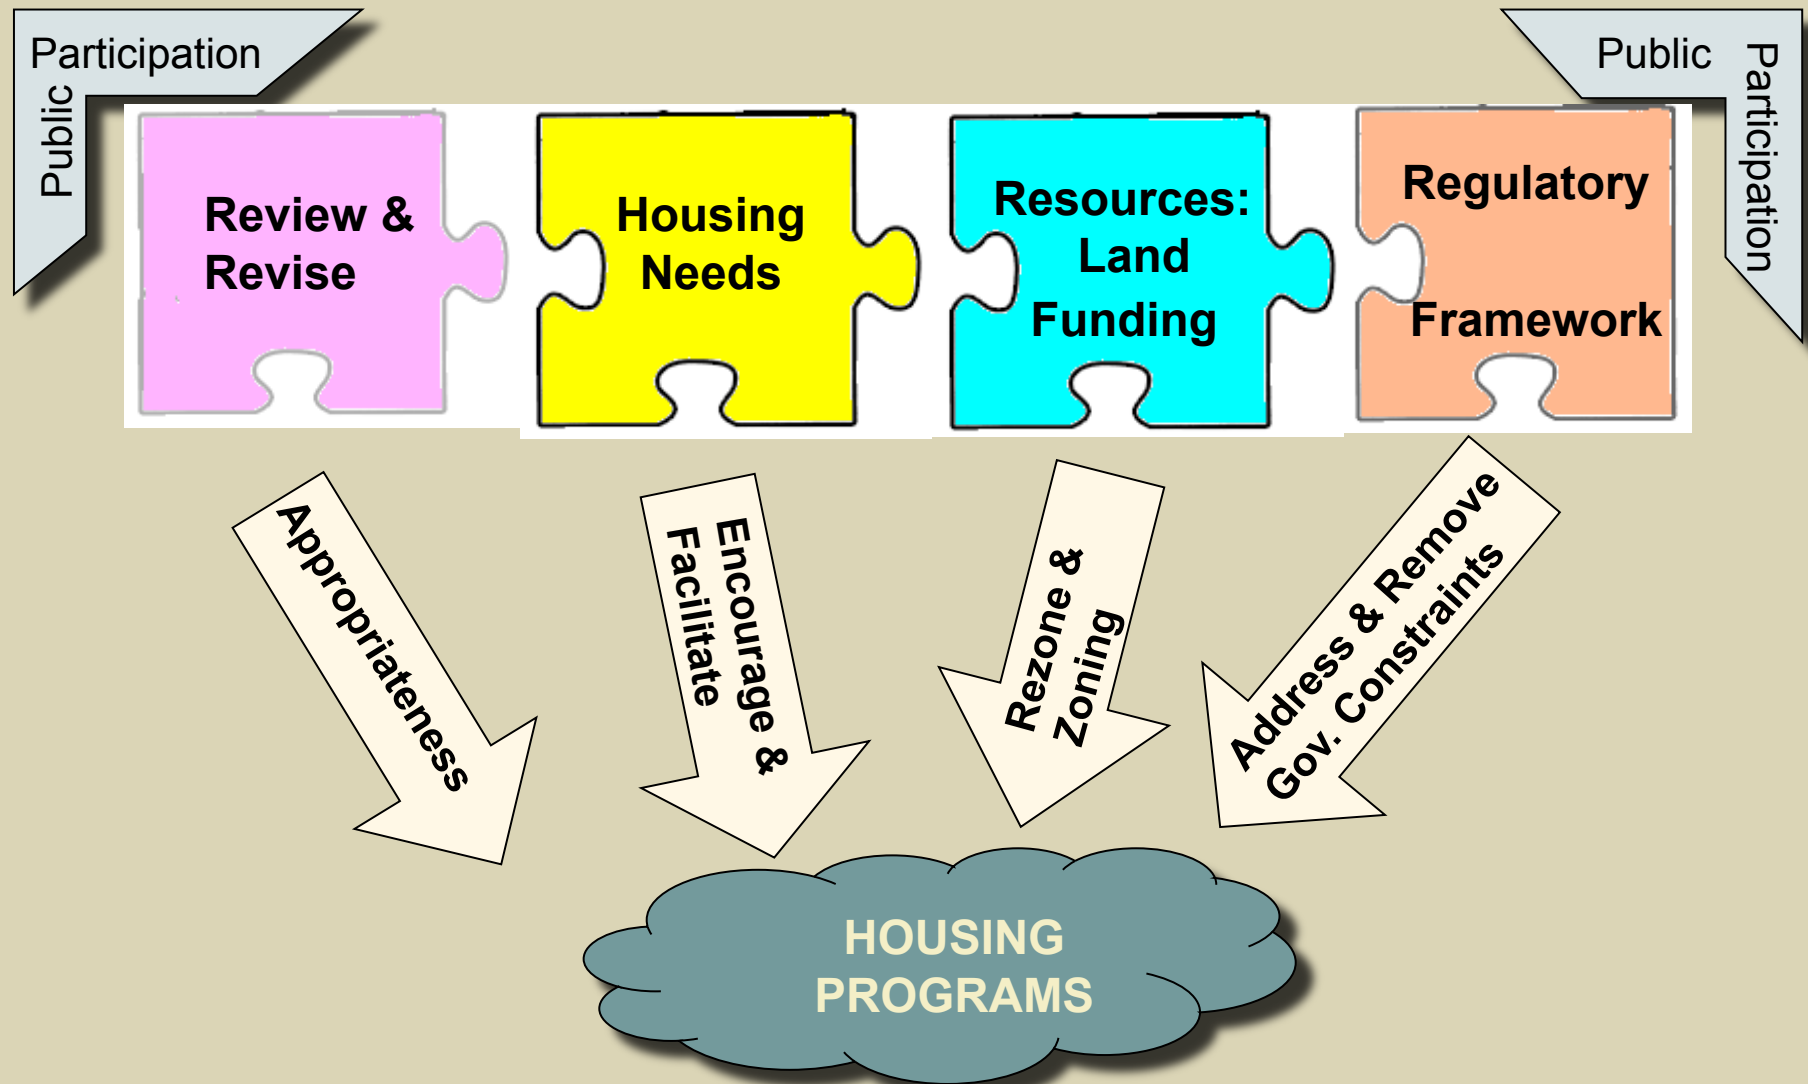 Public
Participation
Public
Participation
Review &
Revise
Housing
Needs
Resources:
Land
Funding
Regulatory
Framework
Appropriateness
Encourage &
Facilitate
Rezone &
Zoning
Address & Remove
Gov. Constraints
HOUSING
PROGRAMS